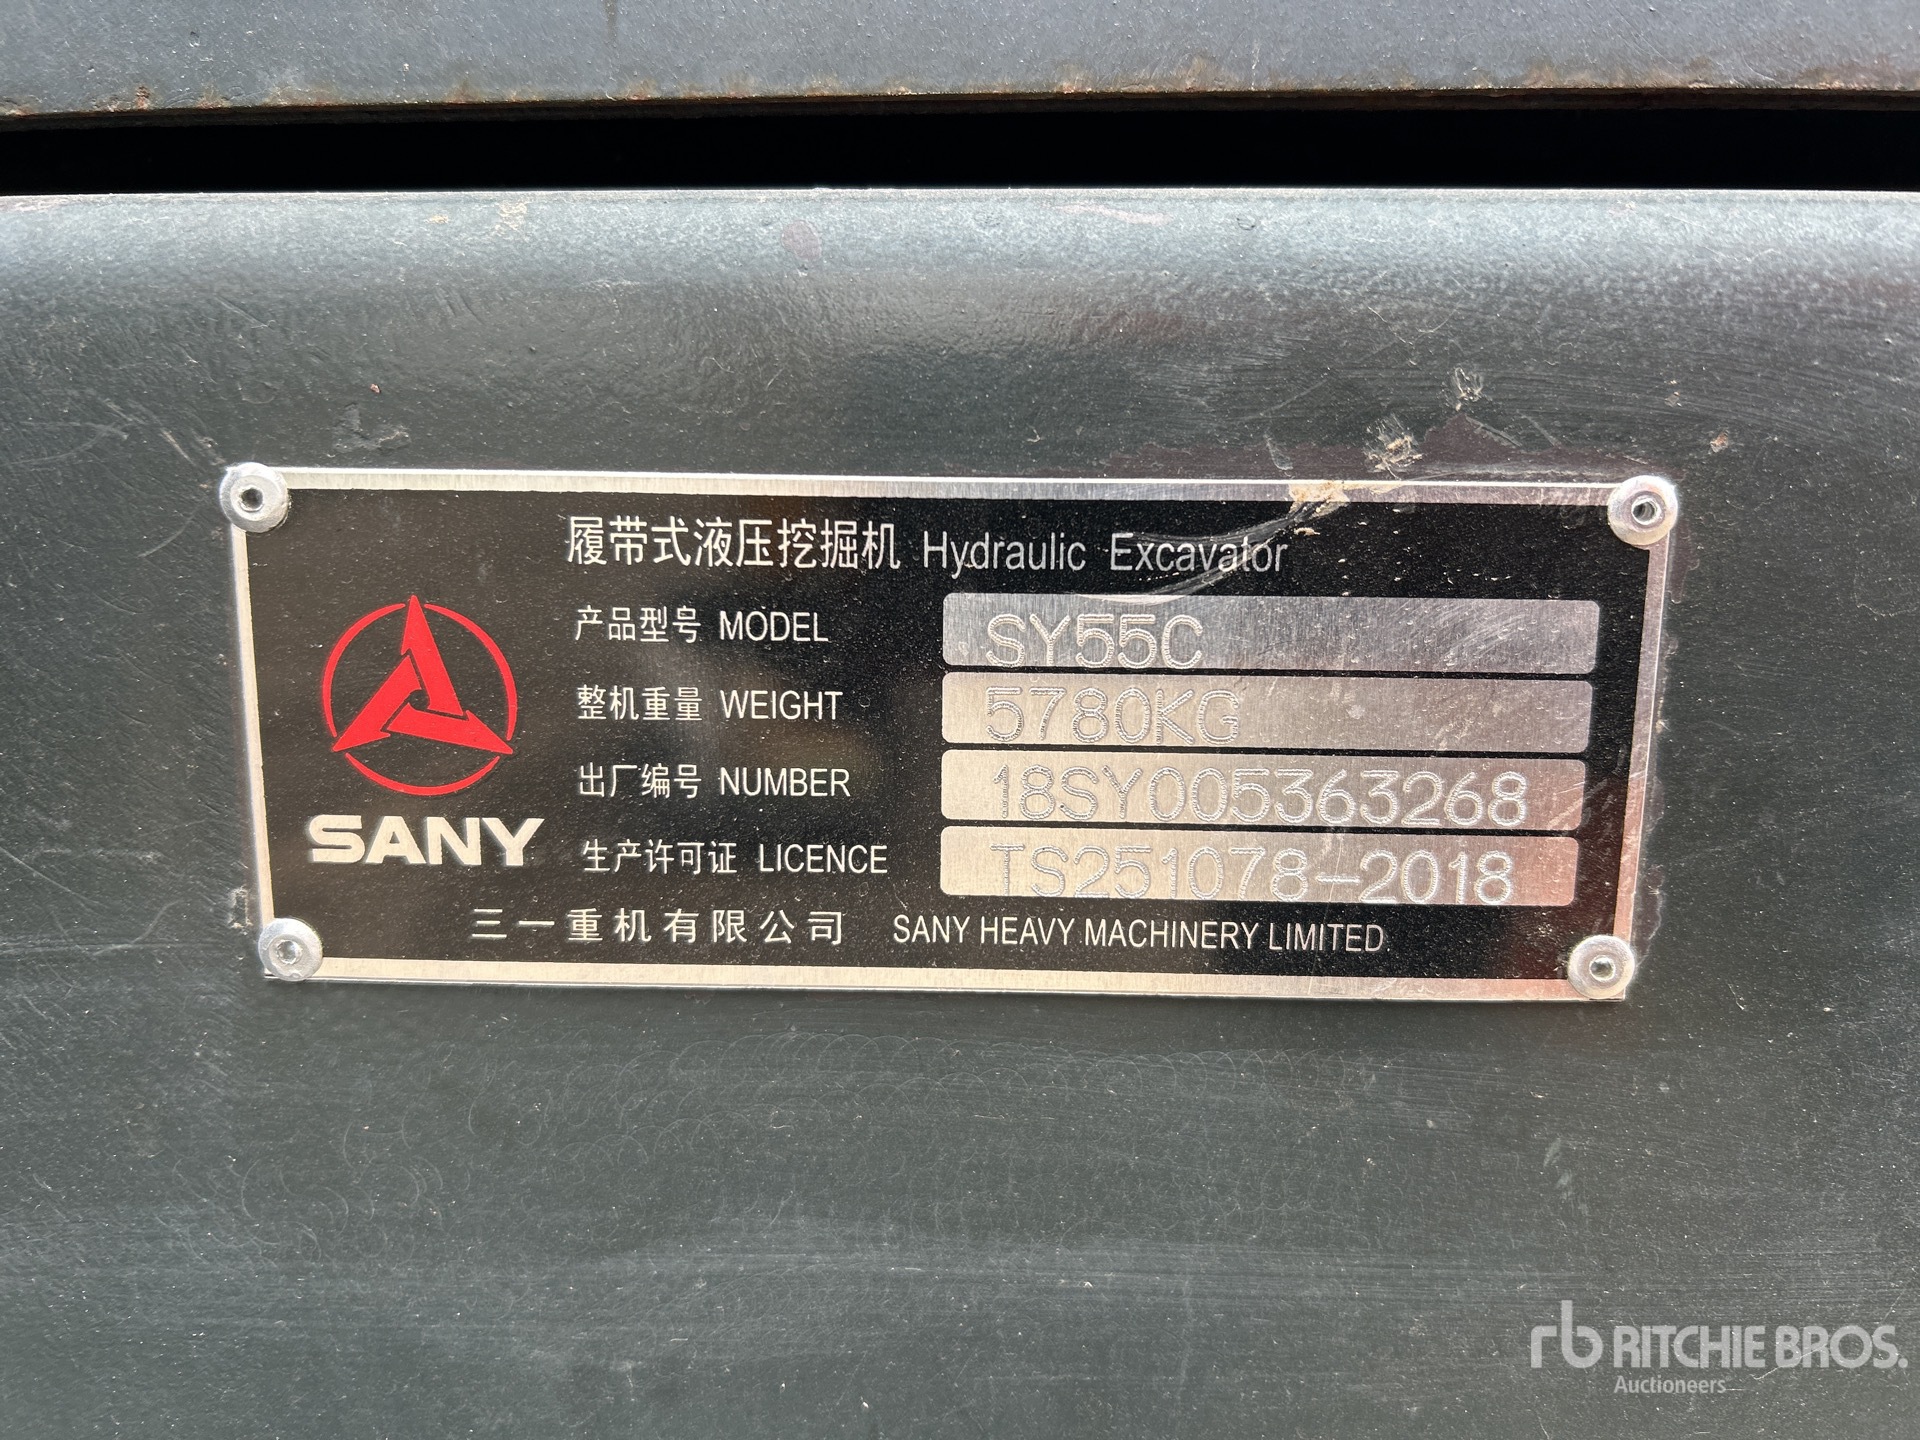 履带式液压挖掘机 Hydraulic Excavator
产品型号 MODEL SY55C
整机重量 WEIGHT 5780KG
出厂编号 NUMBER 18SY005363268
生产许可证 LICENCE TS251078-2018
SANY
三一重机有限公司 SANY HEAVY MACHINERY LIMITED
rb RITCHIE BROS.
Auctioneers